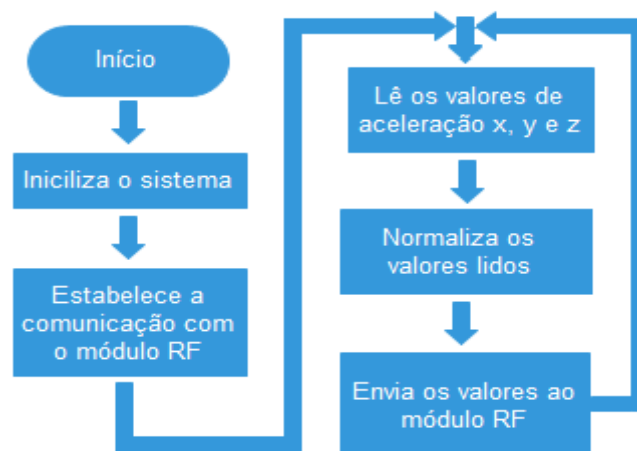 Início
Iniciliza o sistema
Estabelece a
comunicação com
o módulo RF
Lê os valores de
aceleração x, y e z
Normaliza os
valores lidos
Envia os valores ao
módulo RF